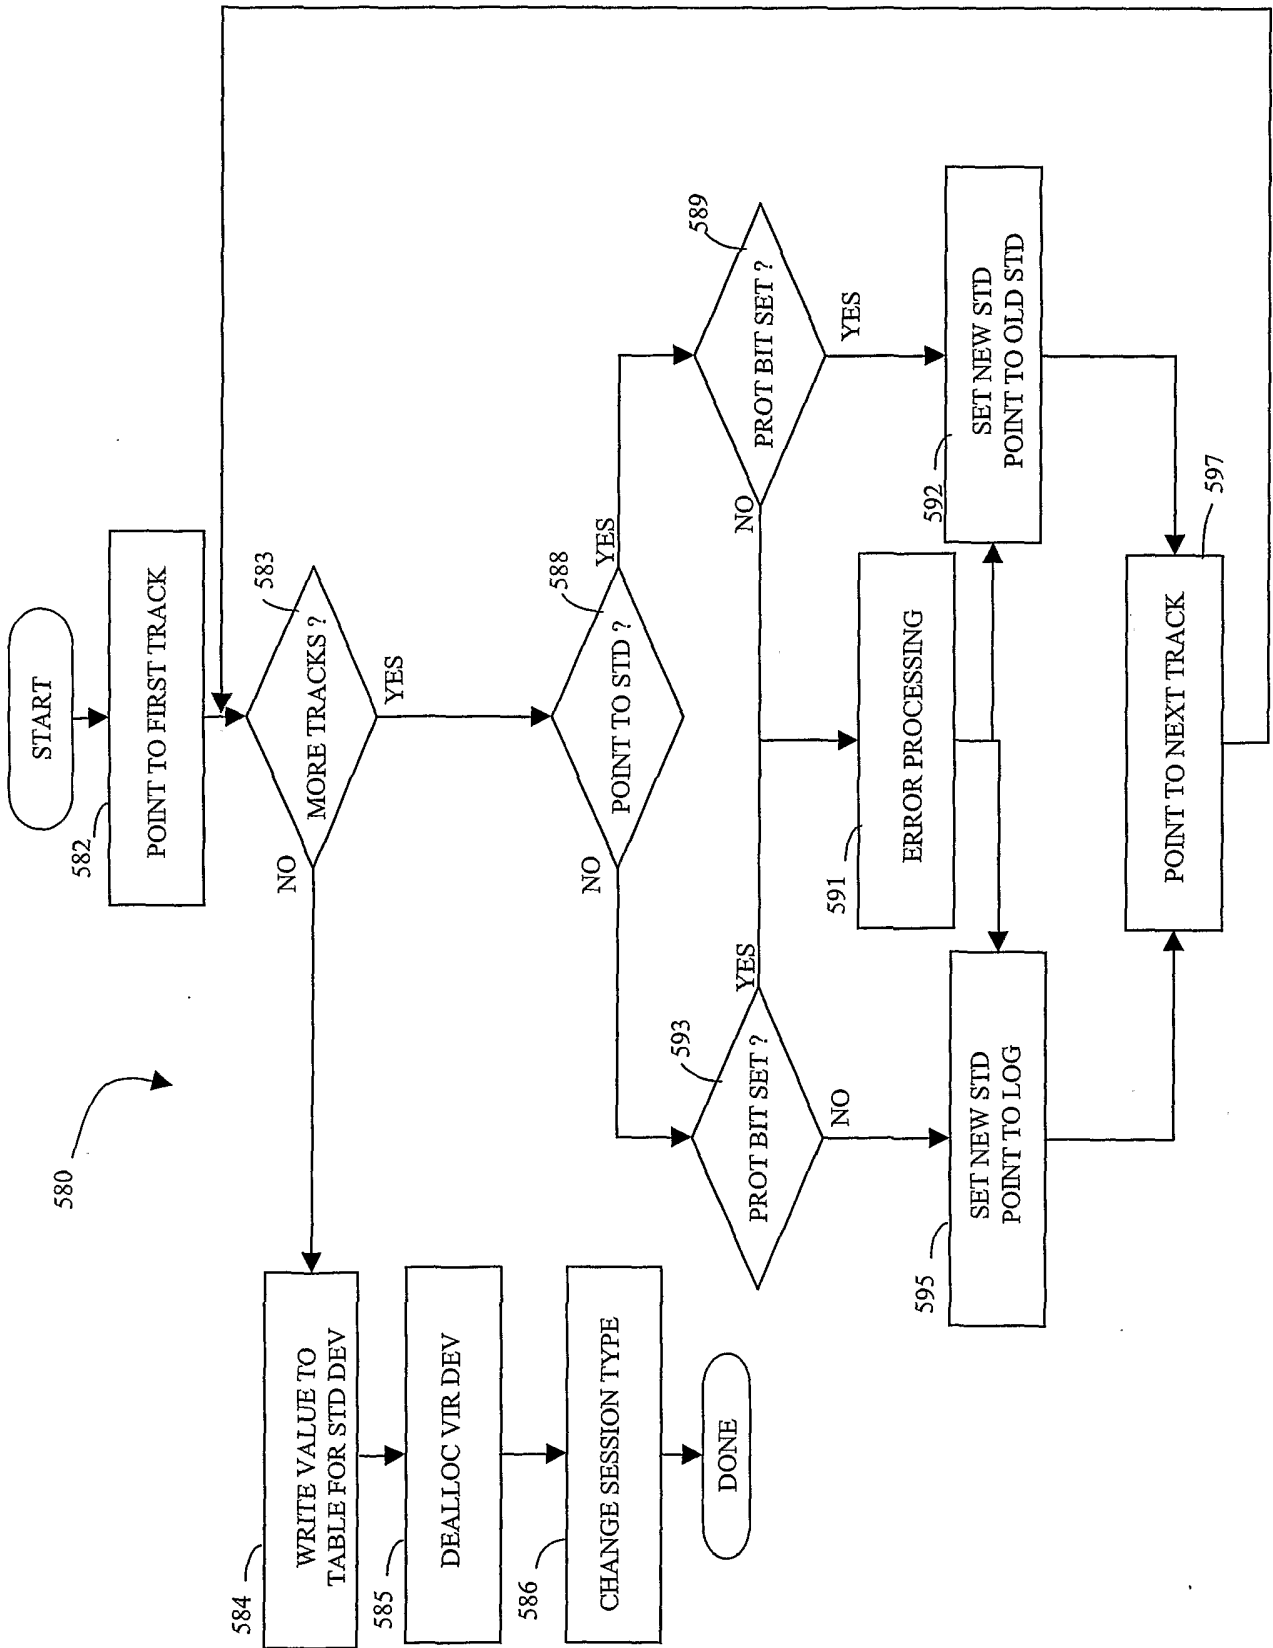 START
POINT TO FIRST TRACK
582
MORE TRACKS ?
583
NO
YES
WRITE VALUE TO
TABLE FOR STD DEV
584
DEALLOC VIR DEV
585
CHANGE SESSION TYPE
586
DONE
580
POINT TO STD ?
588
NO
YES
PROT BIT SET ?
593
YES
NO
PROT BIT SET ?
589
NO
YES
ERROR PROCESSING
591
SET NEW STD
POINT TO LOG
595
SET NEW STD
POINT TO OLD STD
592
POINT TO NEXT TRACK
597